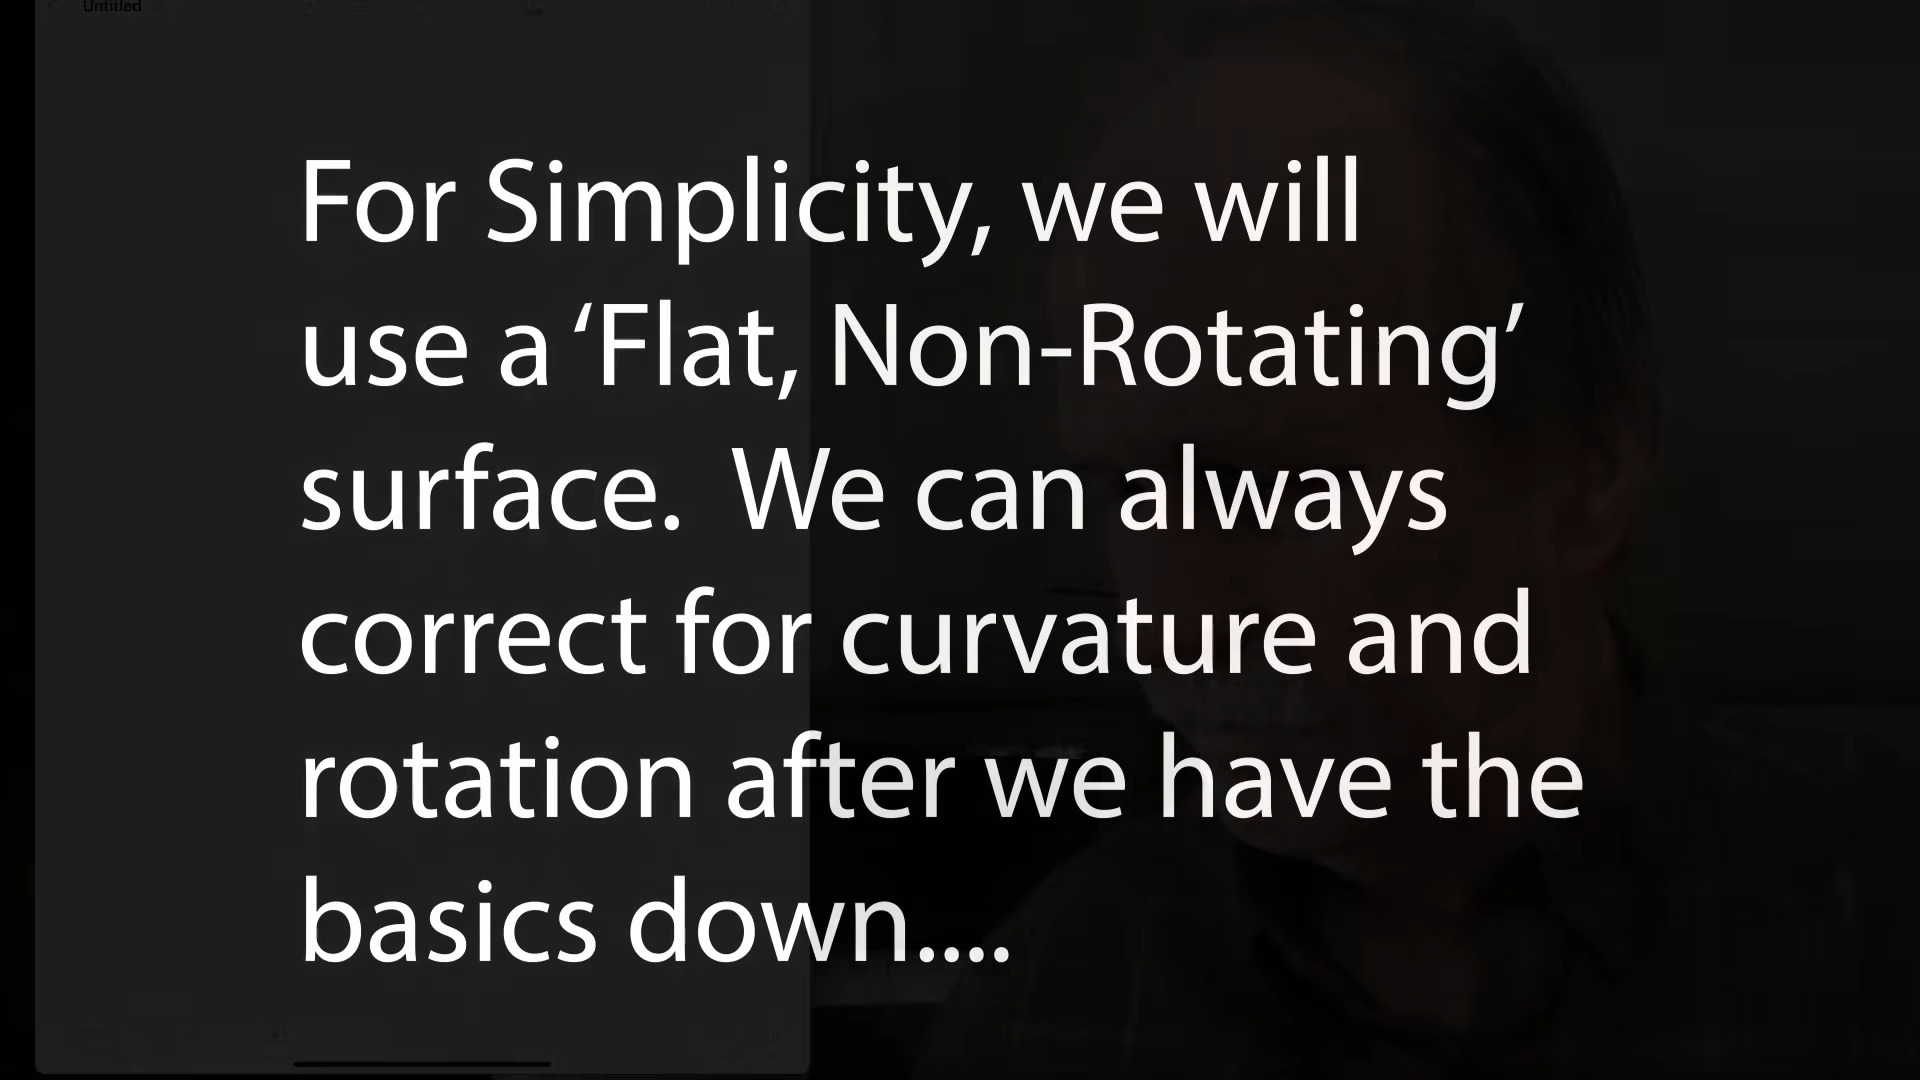 Untitled
For Simplicity, we will
use a ‘Flat, Non-Rotating’
surface.  We can always
correct for curvature and
rotation after we have the
basics down....